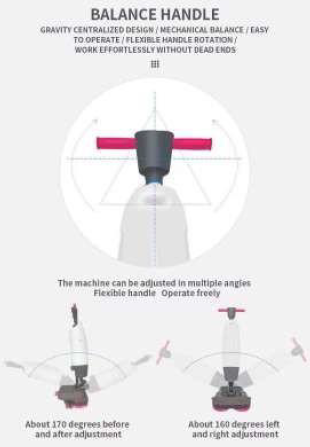 BALANCE HANDLE
GRAVITY CENTRALIZED DESIGN / MECHANICAL BALANCE / EASY
TO OPERATE / FLEXIBLE HANDLE ROTATION /
WORK EFFORTLESSLY WITHOUT DEAD ENDS
The machine can be adjusted in multiple angles
Flexible handle Operate freely
About 170 degrees before
and after adjustment
About 160 degrees left
and right adjustment